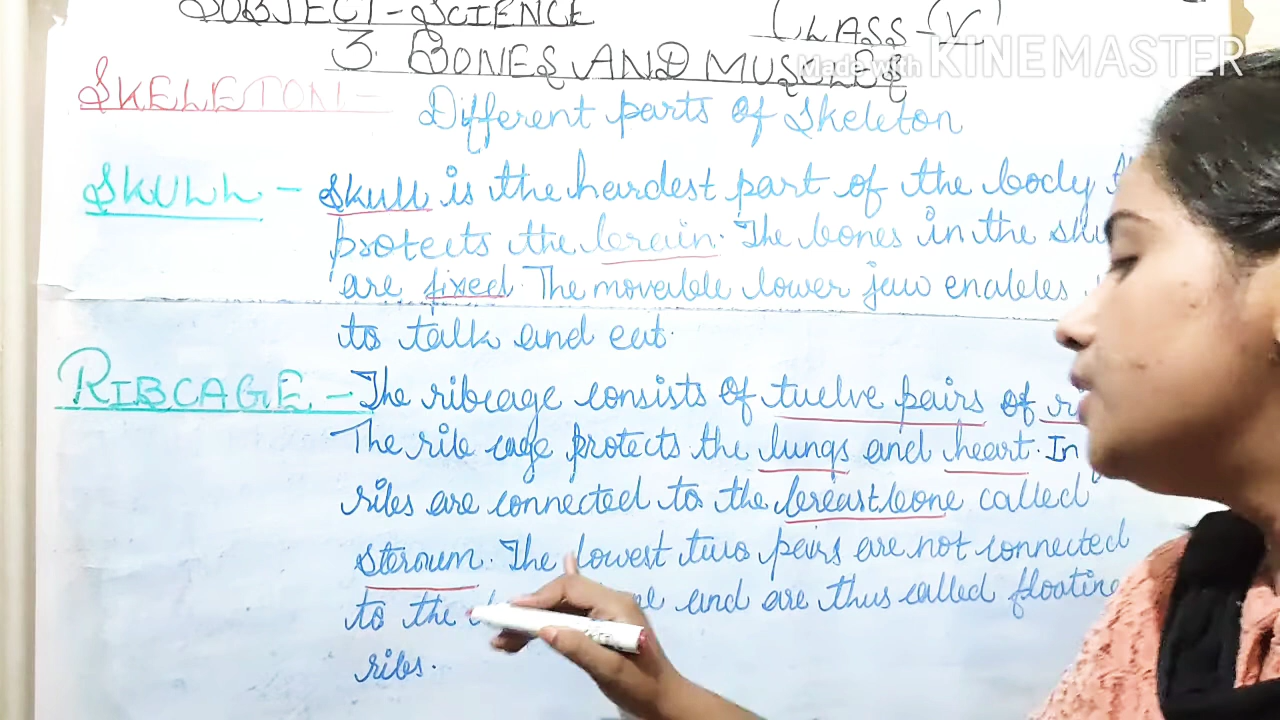 SUBJECT - SCIENCE CLASS - (V)
3. BONES AND MUSCLES
Made with KINEMASTER
SKELETON -
Different parts of Skeleton
SKULL - Skull is the hardest part of the body
protects the brain. The bones in the
are fixed. The movable lower jaw enables
to talk and eat.
RIBCAGE - The ribcage consists of twelve pairs of
The rib cage protects the lungs and heart. In
ribs are connected to the breastbone called
sternum. The lowest two pairs are not connected
to the and are thus called floating
ribs.